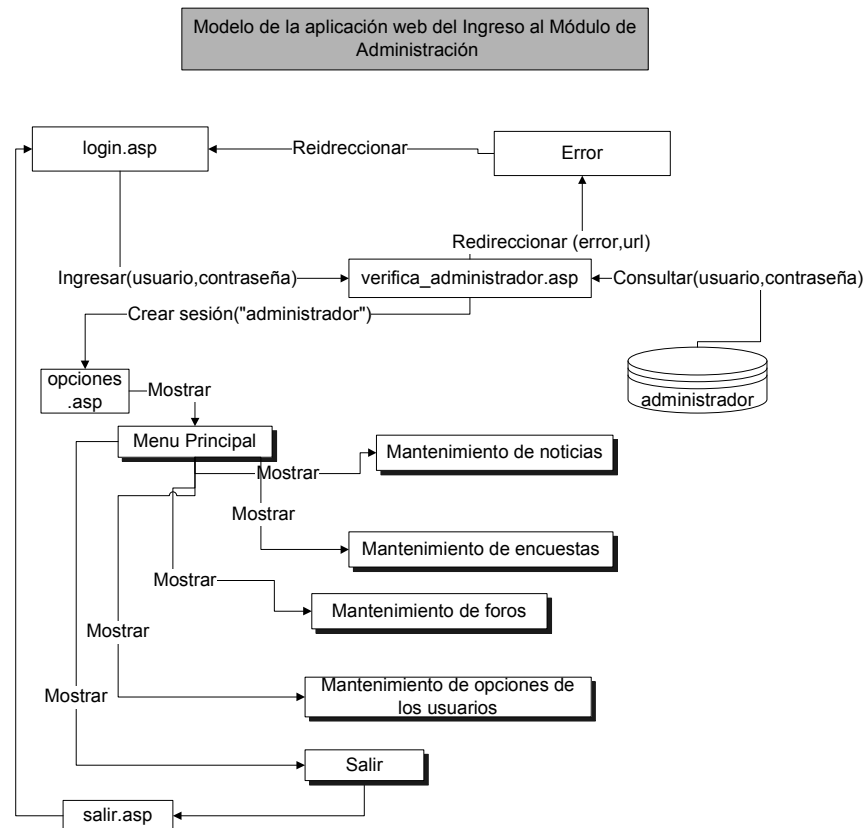 Modelo de la aplicación web del Ingreso al Módulo de
Administración
login.asp
Reidreccionar
Error
Redireccionar (error,url)
Ingresar(usuario,contraseña)
verifica_administrador.asp
Consultar(usuario,contraseña)
Crear sesión("administrador")
opciones
.asp
Mostrar
administrador
Menu Principal
Mantenimiento de noticias
Mostrar
Mostrar
Mantenimiento de encuestas
Mostrar
Mantenimiento de foros
Mostrar
Mantenimiento de opciones de
los usuarios
Mostrar
Salir
salir.asp